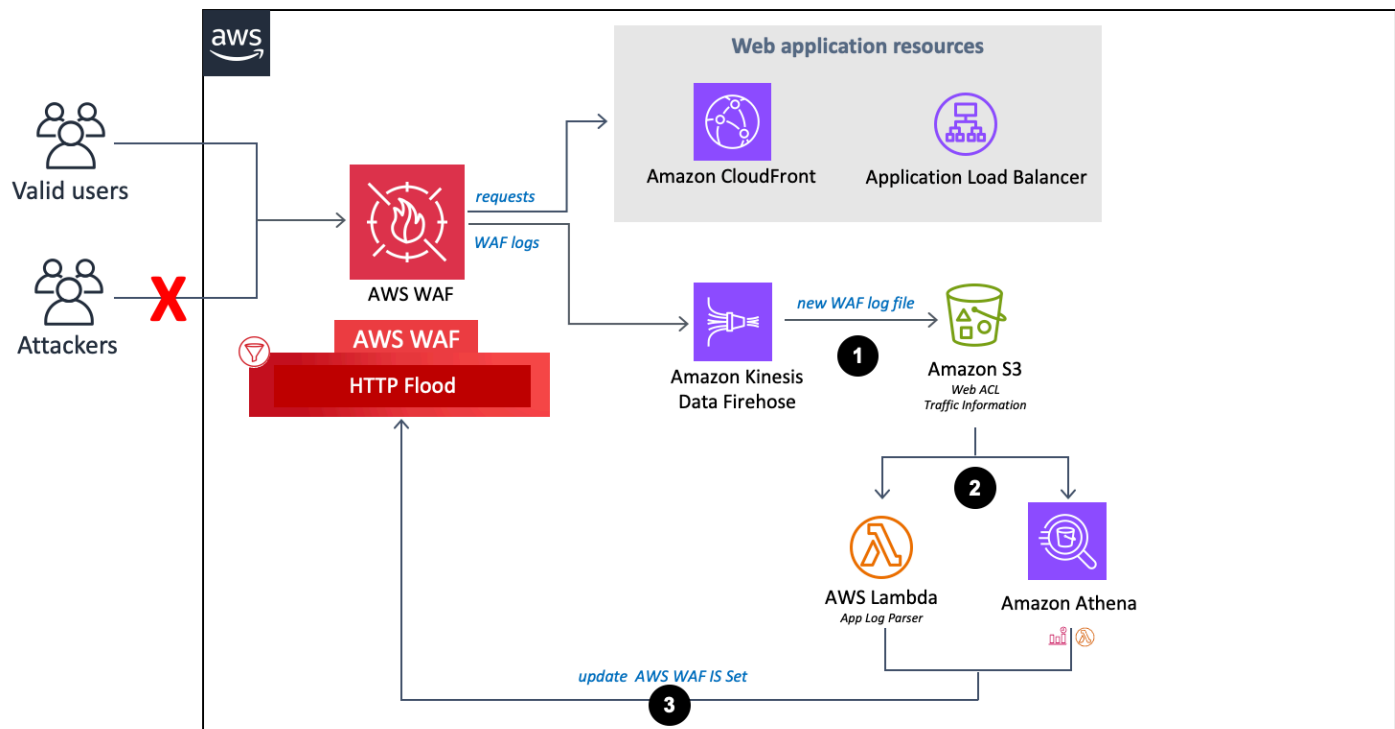 aws
Web application resources
Valid users
Amazon CloudFront
Application Load Balancer
requests
WAF logs
Attackers
X
AWS WAF
new WAF log file
1
AWS WAF
HTTP Flood
Amazon Kinesis
Data Firehose
Amazon S3
Web ACL
Traffic Information
2
AWS Lambda
App Log Parser
Amazon Athena
update AWS WAF IS Set
3